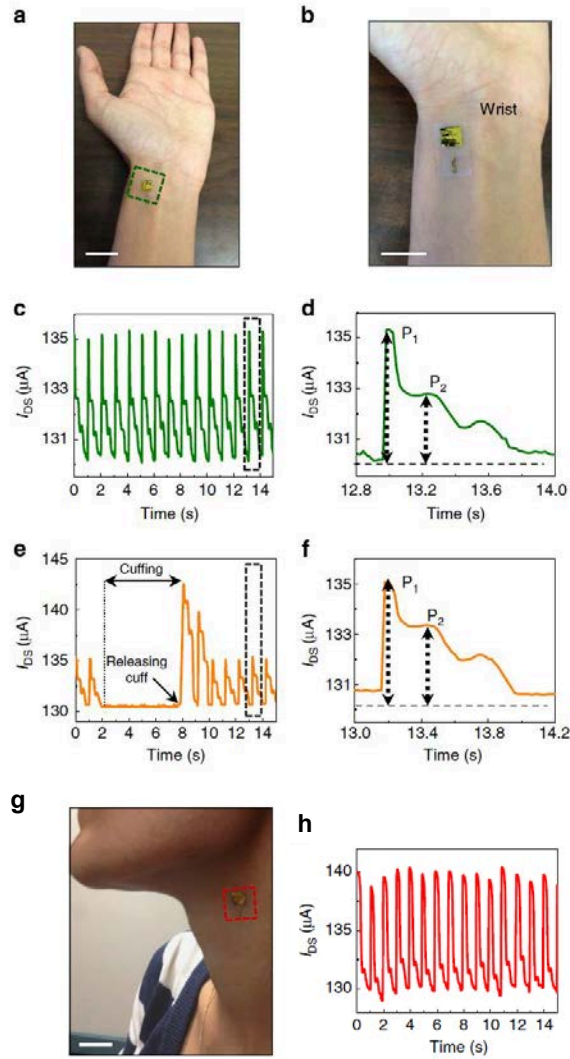 a
b
Wrist
c
135
133
131
I_DS (μA)
0 2 4 6 8 10 12 14
Time (s)
d
135
133
131
I_DS (μA)
P1
P2
12.8 13.2 13.6 14.0
Time (s)
e
145
140
135
130
I_DS (μA)
Cuffing
Releasing
cuff
0 2 4 6 8 10 12 14
Time (s)
f
135
133
131
I_DS (μA)
P1
P2
13.0 13.4 13.8 14.2
Time (s)
g
h
140
135
130
I_DS (μA)
0 2 4 6 8 10 12 14
Time (s)